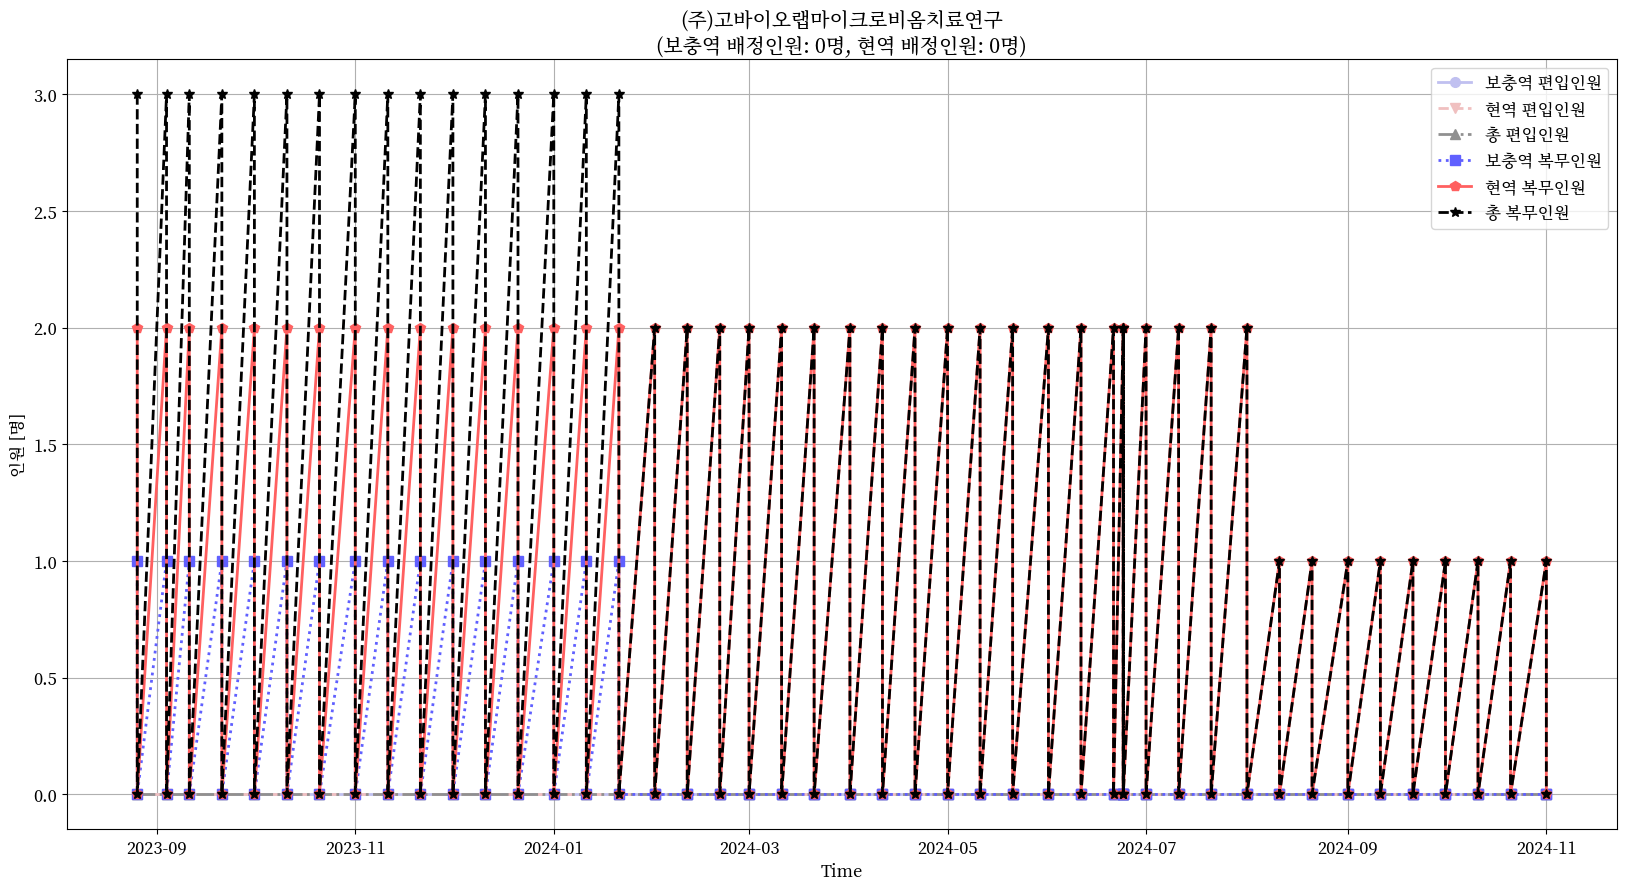 (주)고바이오랩마이크로비옴치료연구
(보충역 배정인원: 0명, 현역 배정인원: 0명)
보충역 편입인원
현역 편입인원
총 편입인원
보충역 복무인원
현역 복무인원
총 복무인원
인원 [명]
3.0
2.5
2.0
1.5
1.0
0.5
0.0
2023-09
2023-11
2024-01
2024-03
2024-05
2024-07
2024-09
2024-11
Time